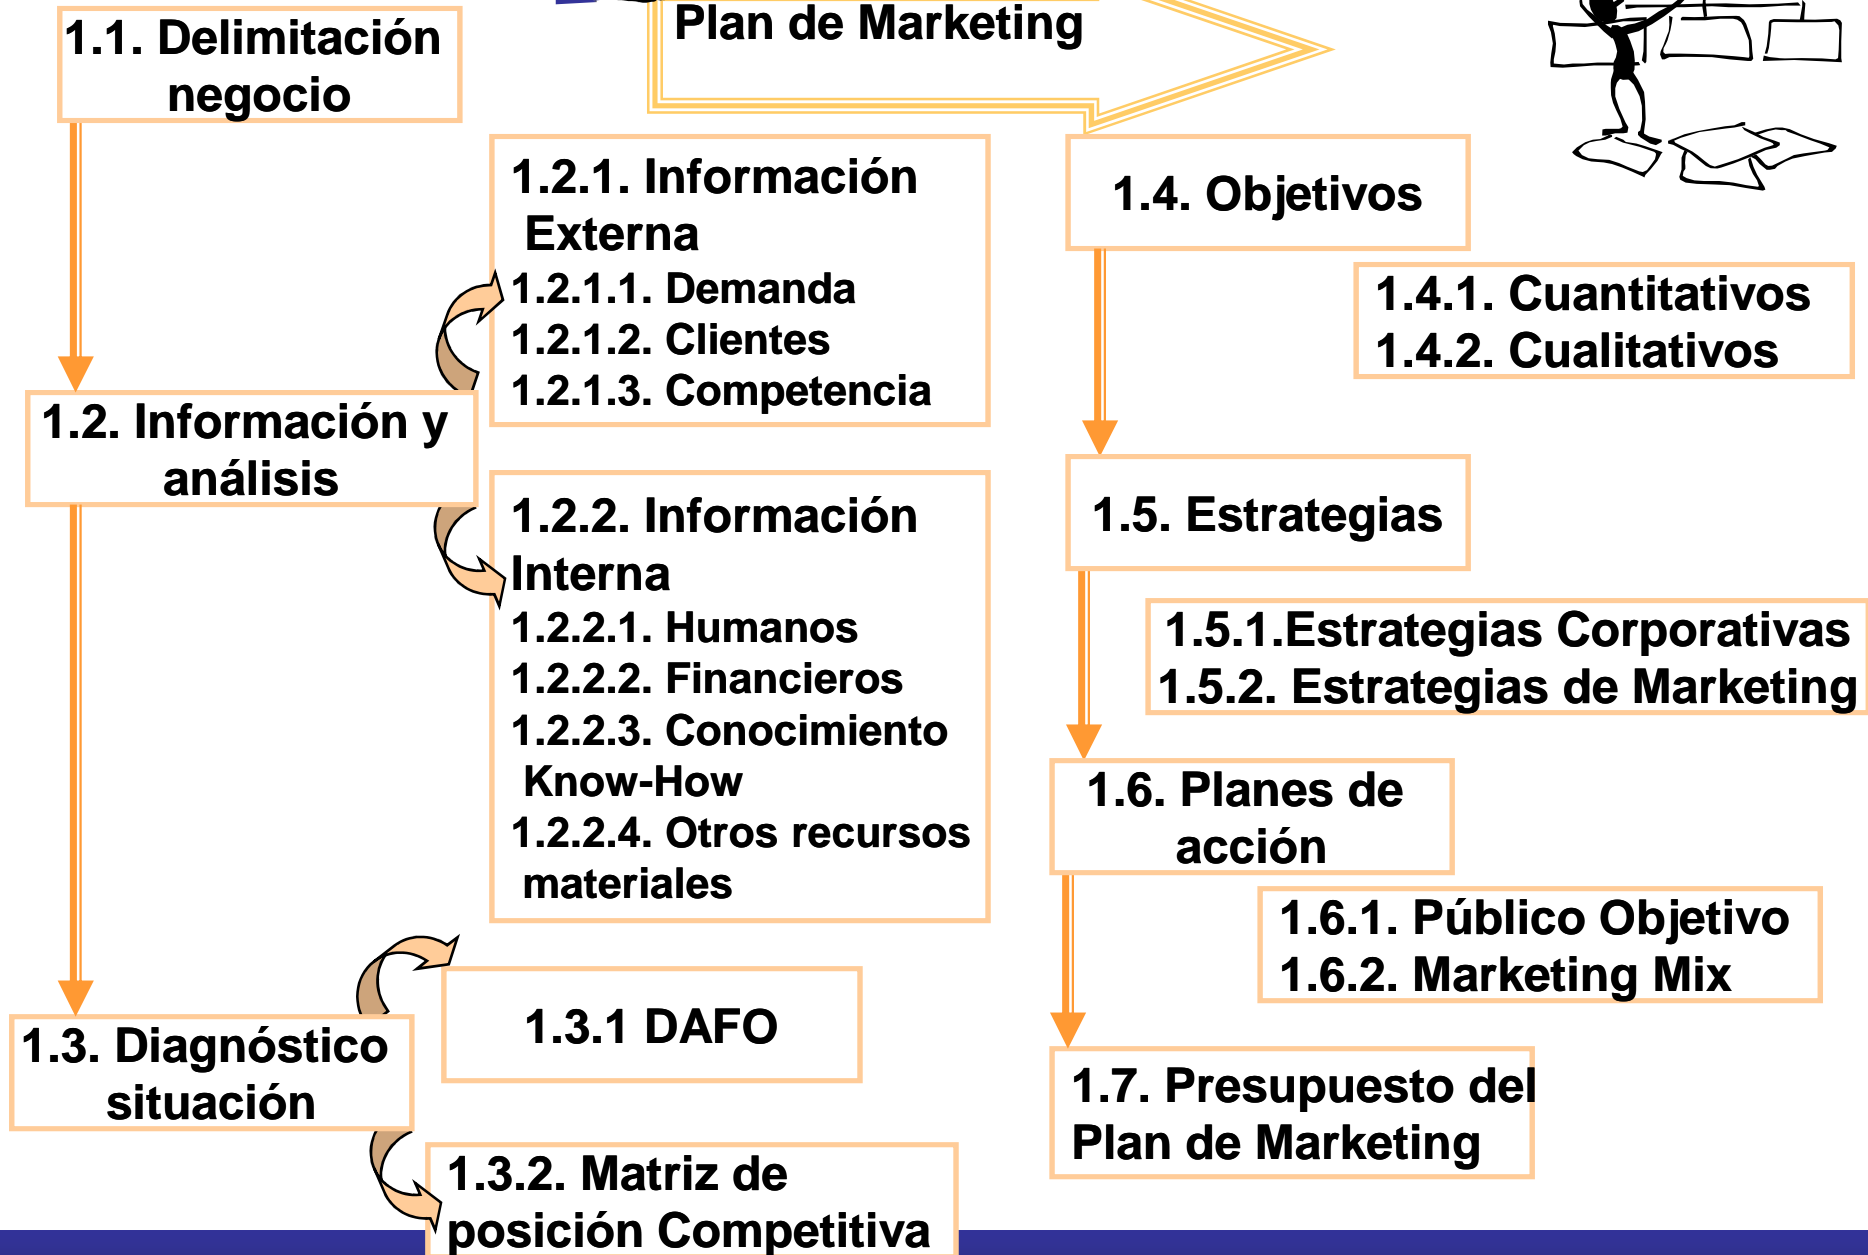 Plan de Marketing
1.1. Delimitación
negocio
1.2. Información y
análisis
1.2.1. Información
Externa
1.2.1.1. Demanda
1.2.1.2. Clientes
1.2.1.3. Competencia
1.2.2. Información
Interna
1.2.2.1. Humanos
1.2.2.2. Financieros
1.2.2.3. Conocimiento
Know-How
1.2.2.4. Otros recursos
materiales
1.3. Diagnóstico
situación
1.3.1 DAFO
1.3.2. Matriz de
posición Competitiva
1.4. Objetivos
1.4.1. Cuantitativos
1.4.2. Cualitativos
1.5. Estrategias
1.5.1.Estrategias Corporativas
1.5.2. Estrategias de Marketing
1.6. Planes de
acción
1.6.1. Público Objetivo
1.6.2. Marketing Mix
1.7. Presupuesto del
Plan de Marketing